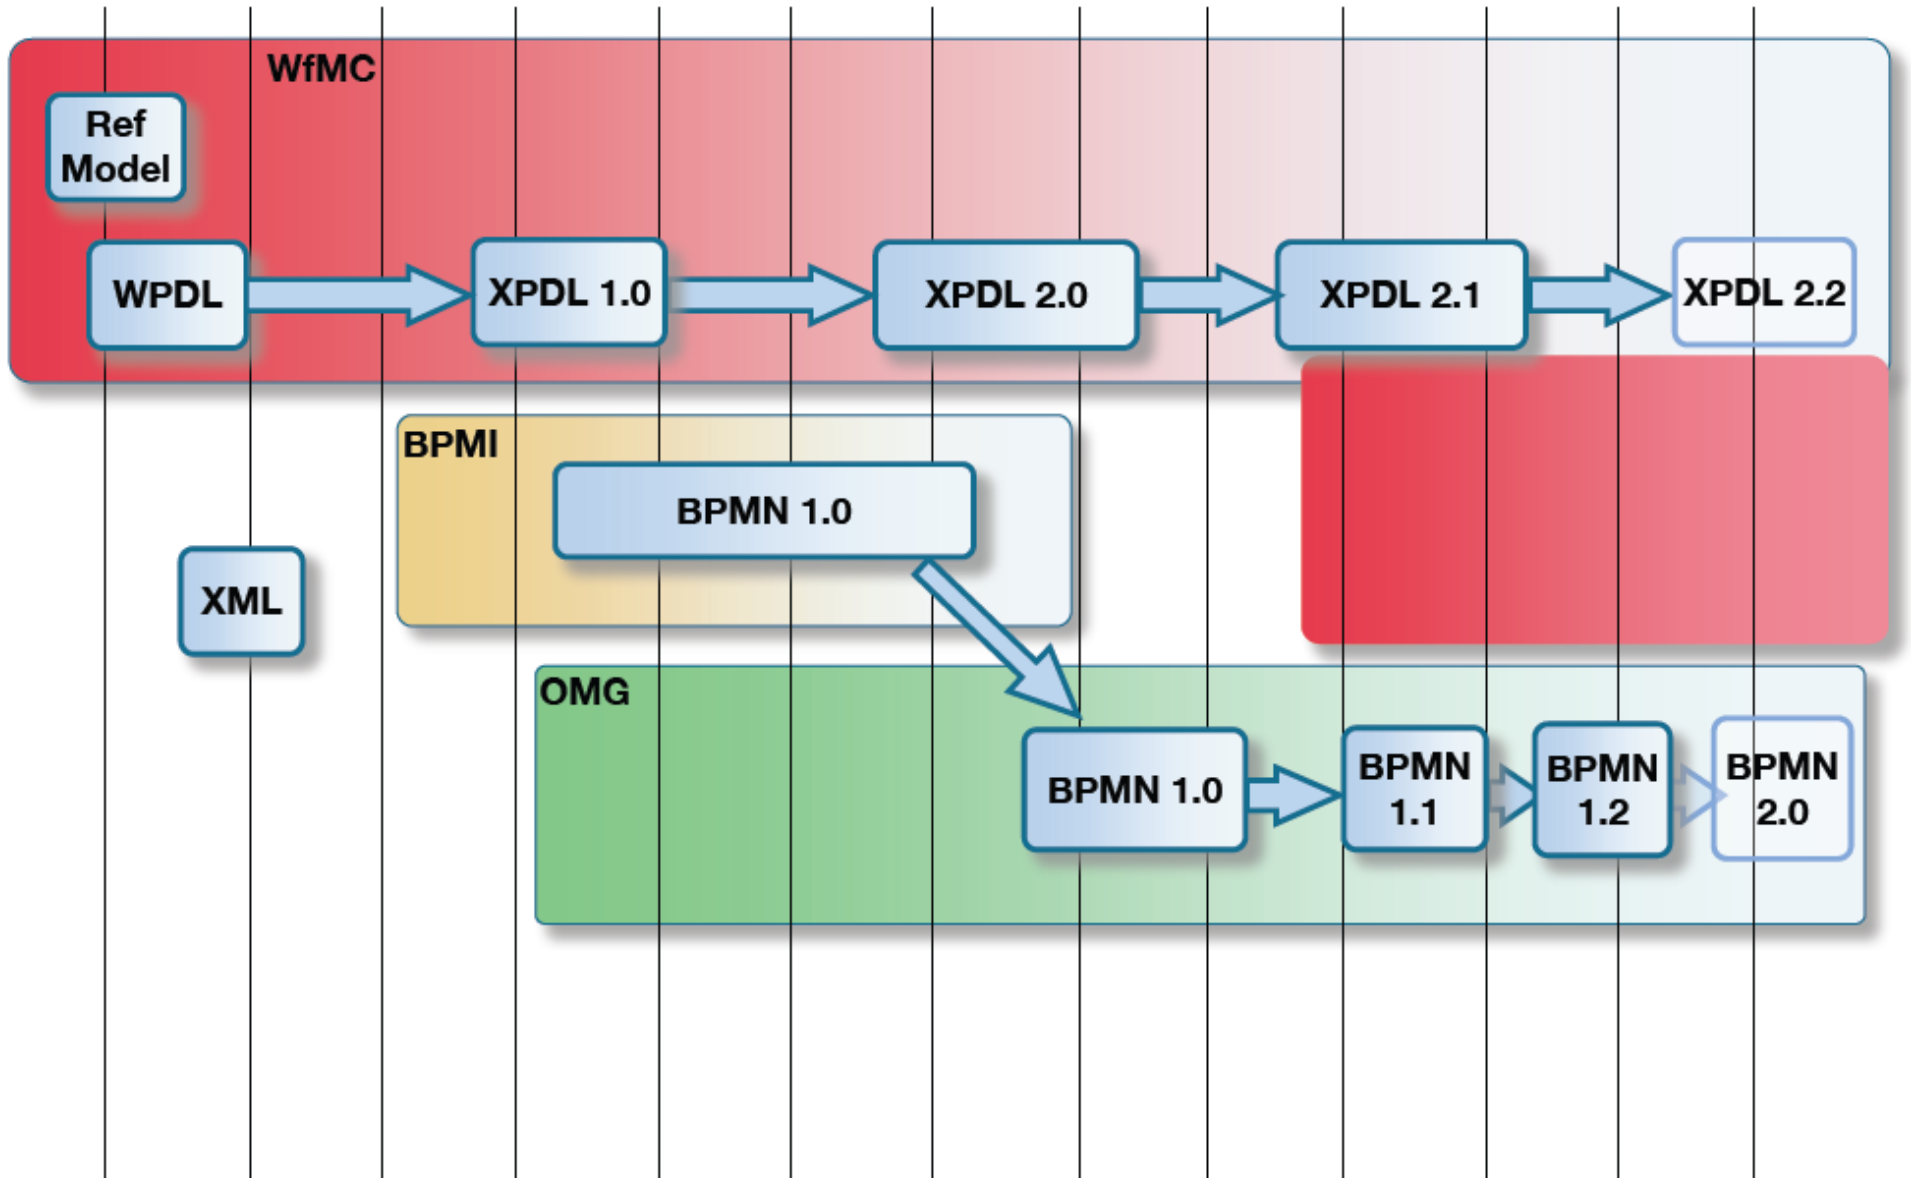 WfMC
Ref
Model
WPDL
XPDL 1.0
XPDL 2.0
XPDL 2.1
XPDL 2.2
BPMI
BPMN 1.0
XML
OMG
BPMN 1.0
BPMN
1.1
BPMN
1.2
BPMN
2.0